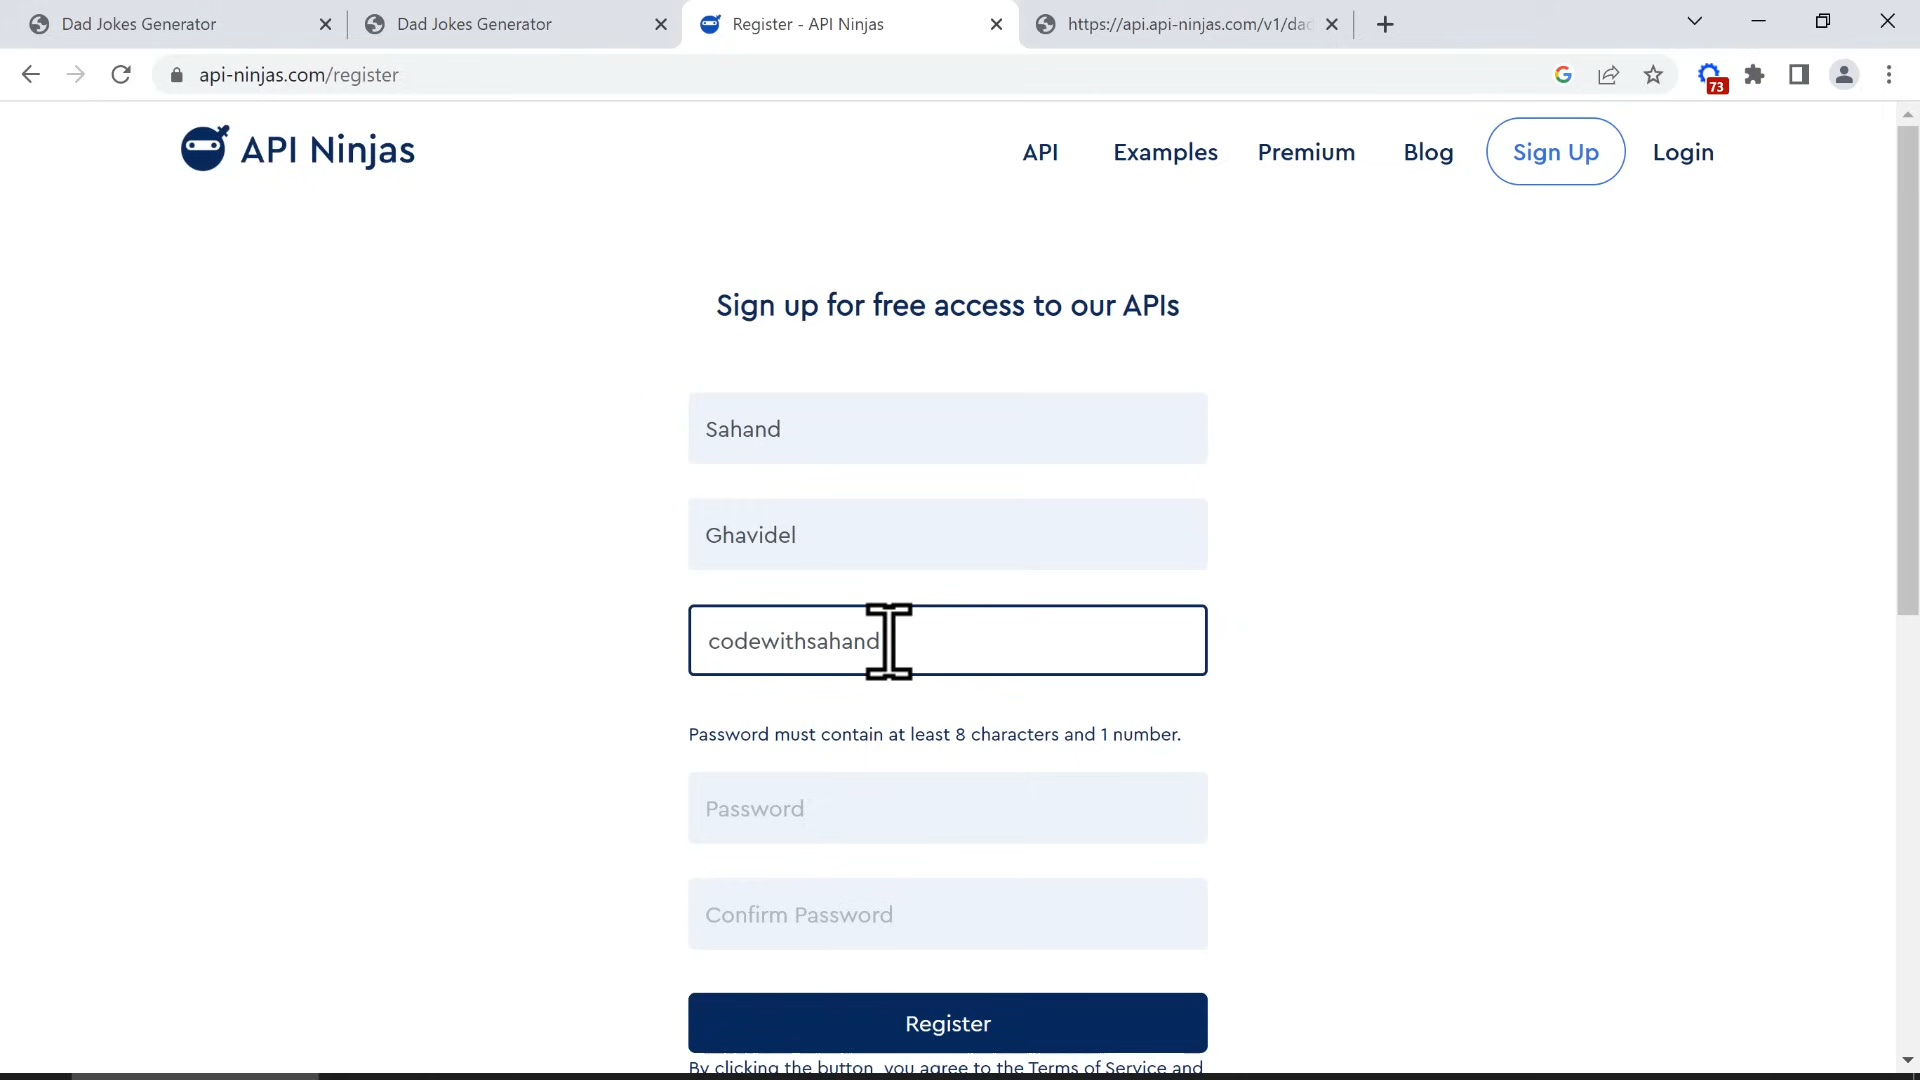 Dad Jokes Generator
Dad Jokes Generator
Register - API Ninjas
https://api.api-ninjas.com/v1/dad
api-ninjas.com/register
73
API Ninjas
API
Examples
Premium
Blog
Sign Up
Login
Sign up for free access to our APIs
Sahand
Ghavidel
codewithsahand
Password must contain at least 8 characters and 1 number.
Password
Confirm Password
Register
By clicking the button, you agree to the Terms of Service and